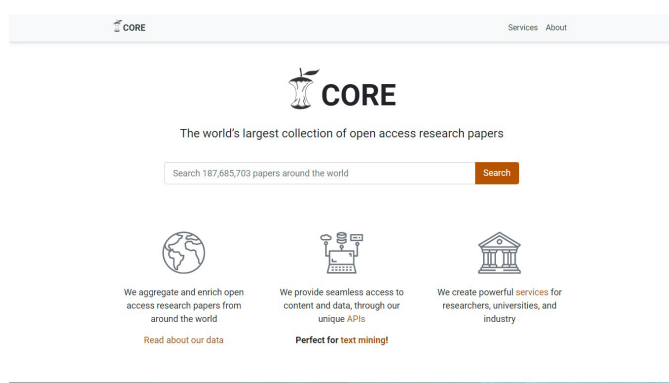 CORE
Services About
CORE
The world's largest collection of open access research papers
Search 187,685,703 papers around the world
Search
We aggregate and enrich open
access research papers from
around the world
Read about our data
We provide seamless access to
content and data, through our
unique APIs
Perfect for text mining!
We create powerful services for
researchers, universities, and
industry